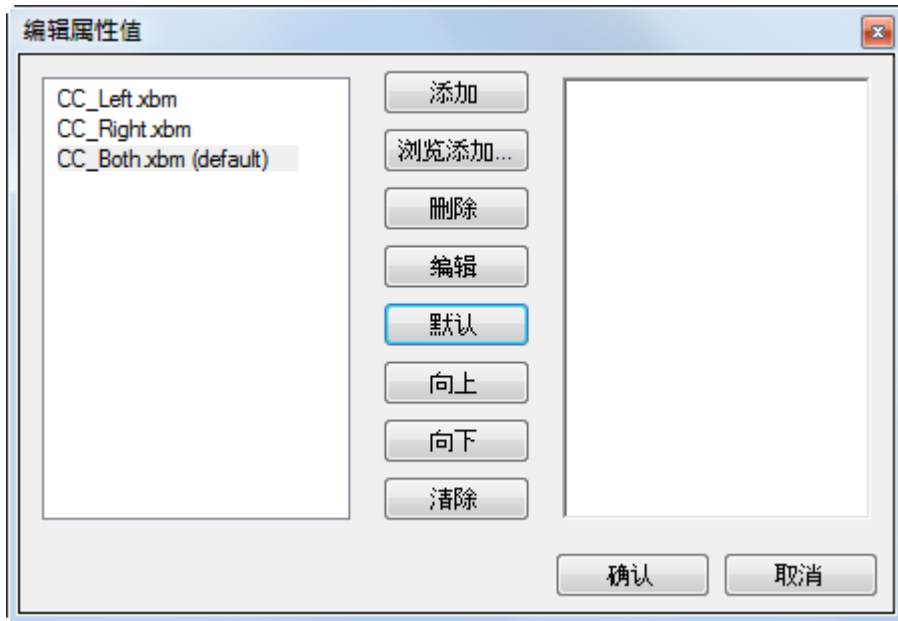 编辑属性值
CC_Left.xbm
CC_Right.xbm
CC_Both.xbm (default)
添加
浏览添加...
删除
编辑
默认
向上
向下
清除
确认
取消